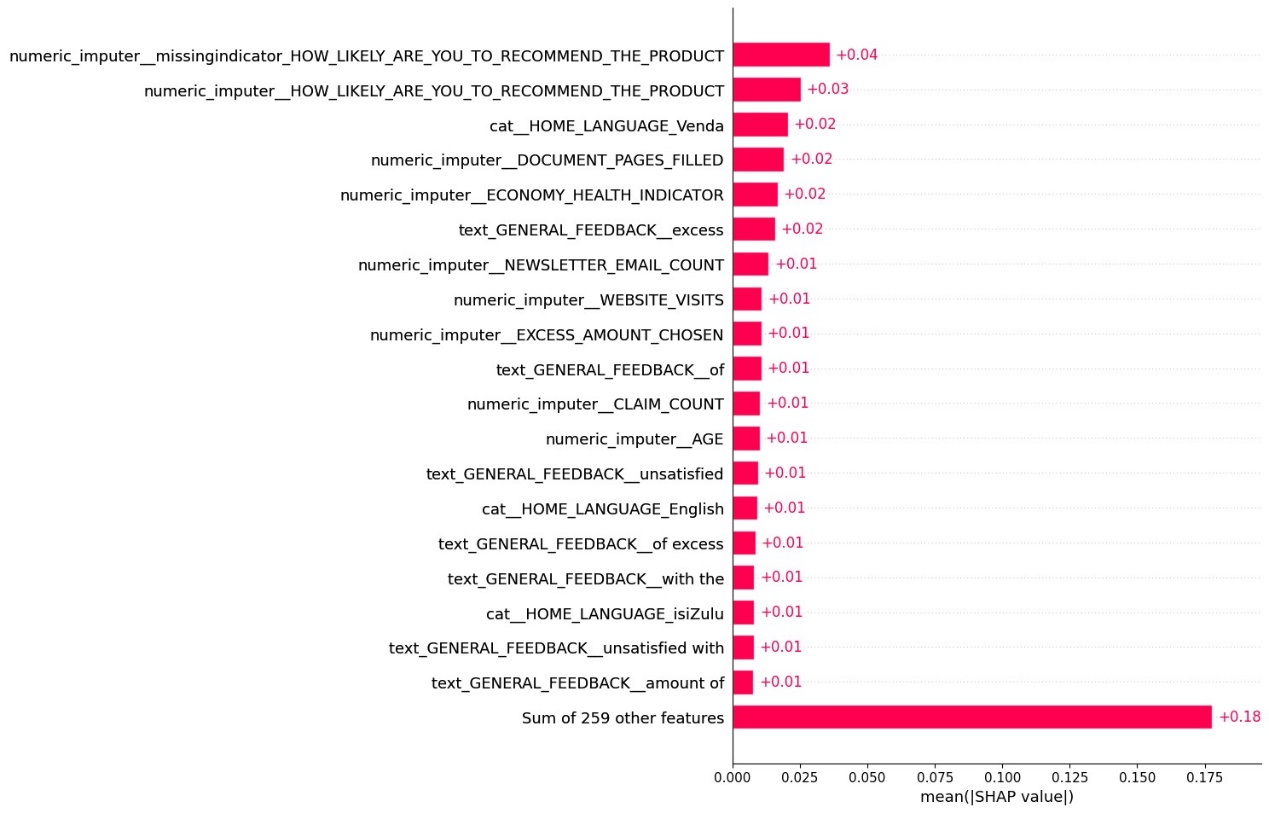 numeric_imputer__missingindicator_HOW_LIKELY_ARE_YOU_TO_RECOMMEND_THE_PRODUCT +0.04
numeric_imputer__HOW_LIKELY_ARE_YOU_TO_RECOMMEND_THE_PRODUCT +0.03
cat__HOME_LANGUAGE_Venda +0.02
numeric_imputer__DOCUMENT_PAGES_FILLED +0.02
numeric_imputer__ECONOMY_HEALTH_INDICATOR +0.02
text_GENERAL_FEEDBACK__excess +0.02
numeric_imputer__NEWSLETTER_EMAIL_COUNT +0.01
numeric_imputer__WEBSITE_VISITS +0.01
numeric_imputer__EXCESS_AMOUNT_CHOSEN +0.01
text_GENERAL_FEEDBACK__of +0.01
numeric_imputer__CLAIM_COUNT +0.01
numeric_imputer__AGE +0.01
text_GENERAL_FEEDBACK__unsatisfied +0.01
cat__HOME_LANGUAGE_English +0.01
text_GENERAL_FEEDBACK__of excess +0.01
text_GENERAL_FEEDBACK__with the +0.01
cat__HOME_LANGUAGE_isiZulu +0.01
text_GENERAL_FEEDBACK__unsatisfied with +0.01
text_GENERAL_FEEDBACK__amount of +0.01
Sum of 259 other features +0.18
0.000 0.025 0.050 0.075 0.100 0.125 0.150 0.175
mean(|SHAP value|)